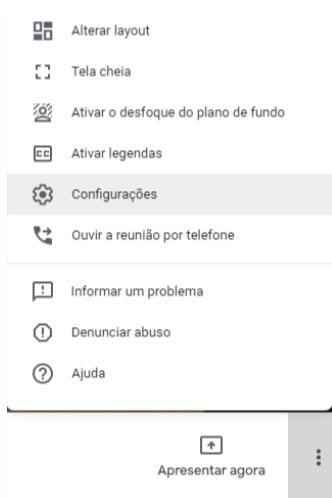 Alterar layout
Tela cheia
Ativar o desfoque do plano de fundo
CC Ativar legendas
Configurações
Ouvir a reunião por telefone
Informar um problema
Denunciar abuso
Ajuda
Apresentar agora